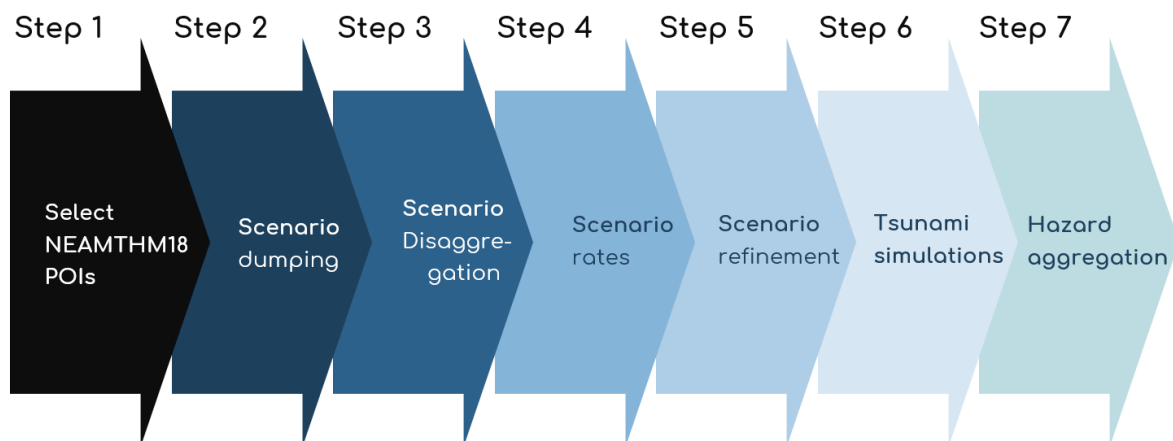 Step 1
Step 2
Step 3
Step 4
Step 5
Step 6
Step 7
Select
NEAMTHM18
POIs
Scenario
dumping
Scenario
Disaggre-
gation
Scenario
rates
Scenario
refinement
Tsunami
simulations
Hazard
aggregation